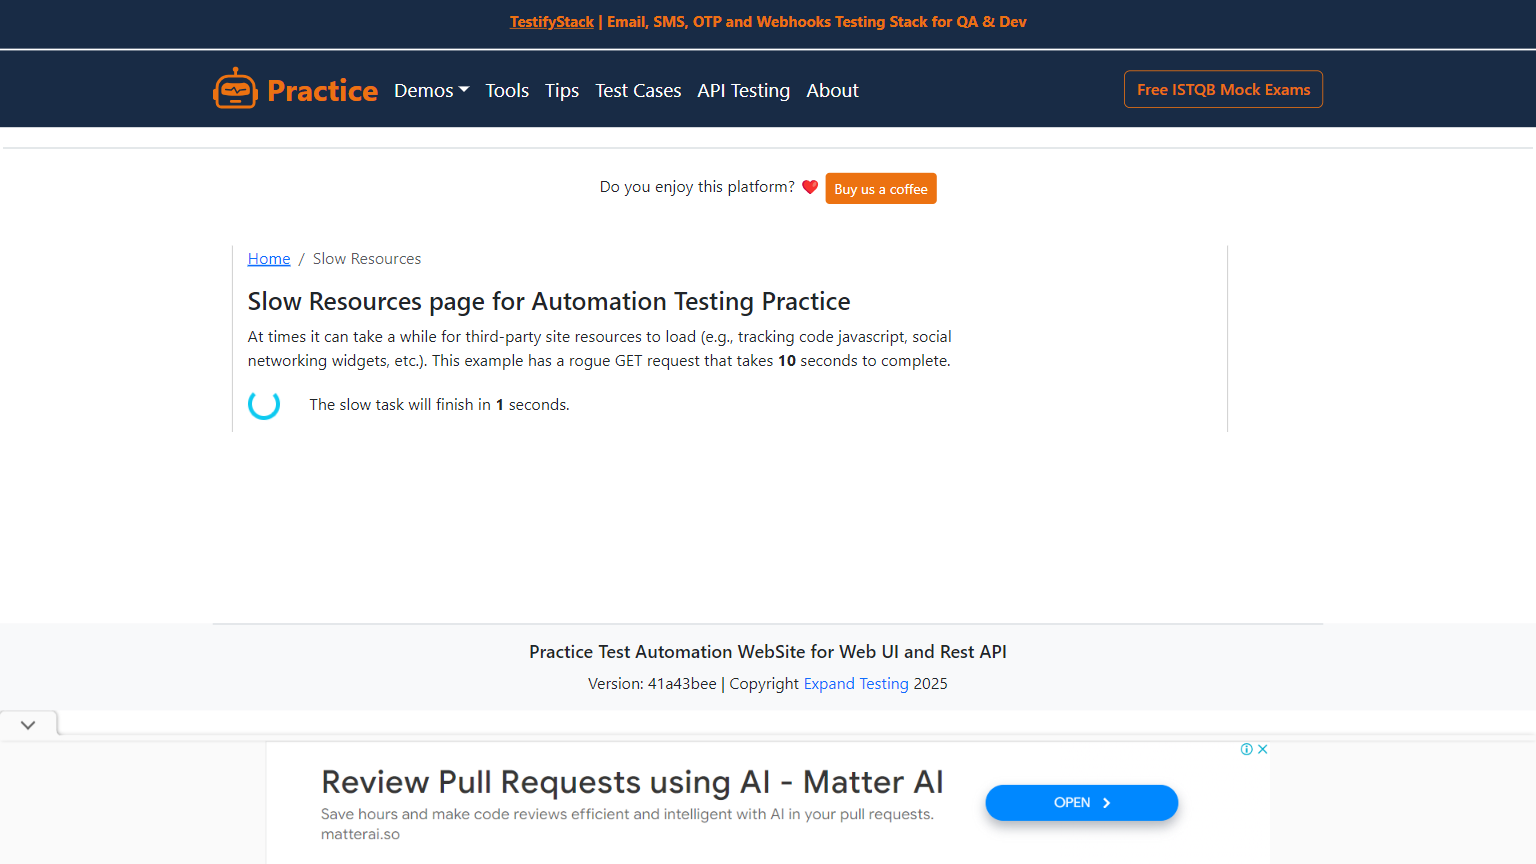 TestifyStack | Email, SMS, OTP and Webhooks Testing Stack for QA & Dev
Practice Demos Tools Tips Test Cases API Testing About Free ISTQB Mock Exams
Do you enjoy this platform? ❤️ Buy us a coffee
Home / Slow Resources
Slow Resources page for Automation Testing Practice
At times it can take a while for third-party site resources to load (e.g., tracking code javascript, social
networking widgets, etc.). This example has a rogue GET request that takes 10 seconds to complete.
The slow task will finish in 1 seconds.
Practice Test Automation WebSite for Web UI and Rest API
Version: 41a43bee | Copyright Expand Testing 2025
Review Pull Requests using AI - Matter AI
Save hours and make code reviews efficient and intelligent with AI in your pull requests.
matterai.so
OPEN